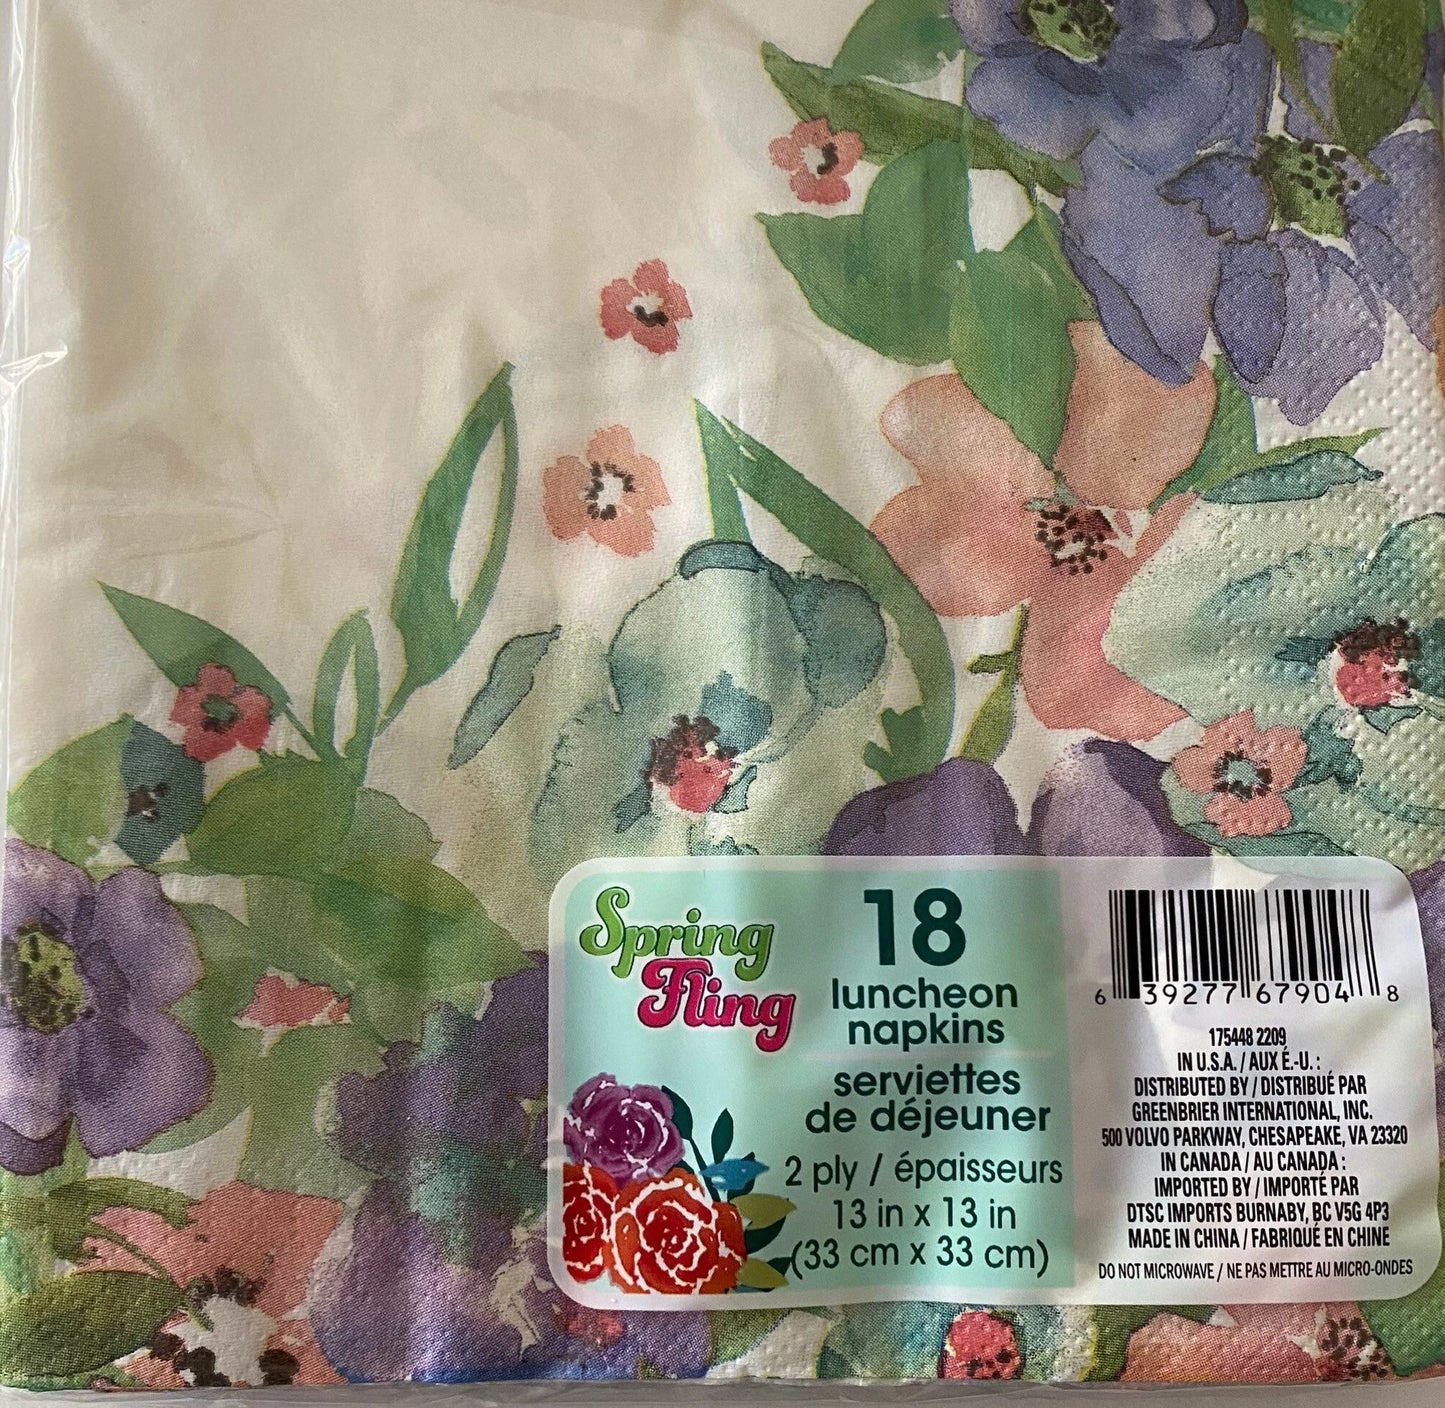 Spring
Fling
18
luncheon
napkins
serviettes
de déjeuner
2 ply / épaisseurs
13 in x 13 in
(33 cm x 33 cm)
6 39277 67904 8
175448 2209
IN U.S.A. / AUX É.-U. :
DISTRIBUTED BY / DISTRIBUÉ PAR
GREENBRIER INTERNATIONAL, INC.
500 VOLVO PARKWAY, CHESAPEAKE, VA 23320
IN CANADA / AU CANADA :
IMPORTED BY / IMPORTÉ PAR
DTSC IMPORTS BURNABY, BC V5G 4P3
MADE IN CHINA / FABRIQUÉ EN CHINE
DO NOT MICROWAVE / NE PAS METTRE AU MICRO-ONDES